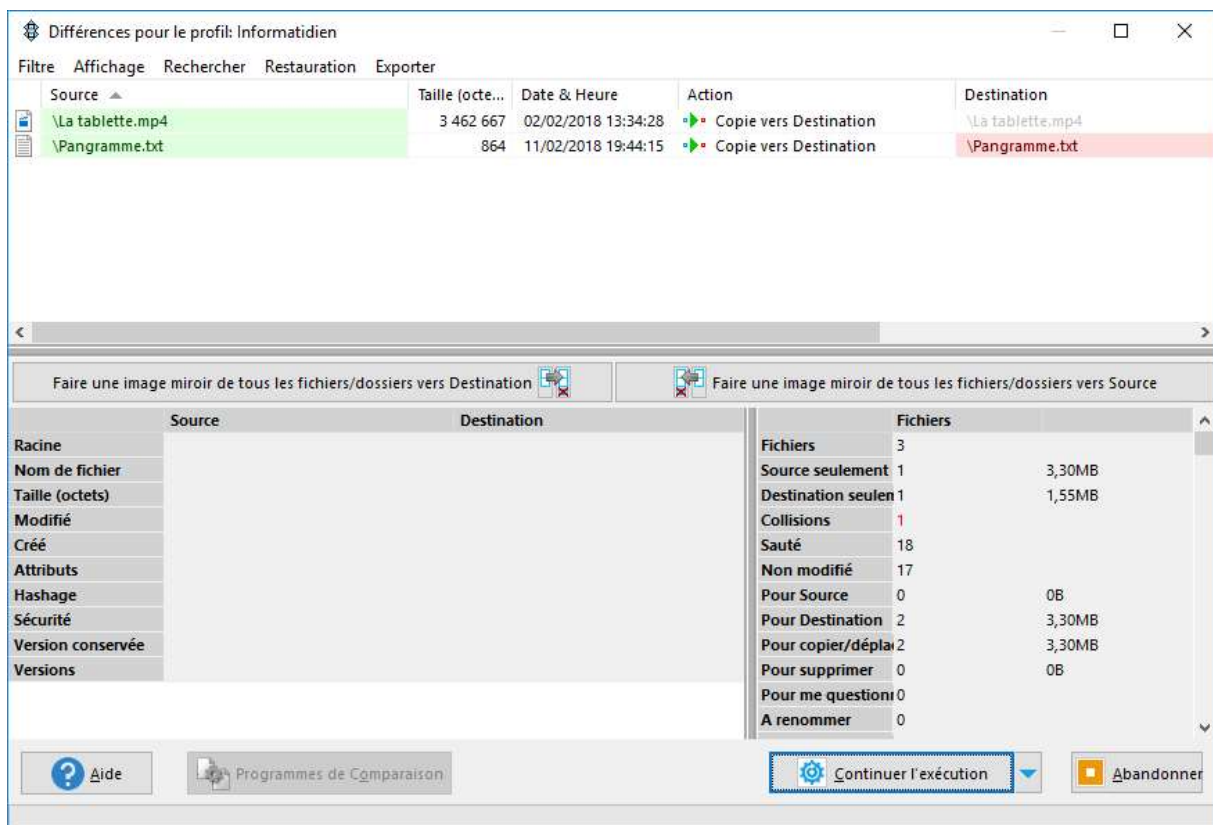 Différences pour le profil: Informatidien
Filtre Affichage Rechercher Restauration Exporter
Source Taille (octe... Date & Heure Action Destination
\La tablette.mp4 3 462 667 02/02/2018 13:34:28 Copie vers Destination \La tablette.mp4
\Pangramme.txt 864 11/02/2018 19:44:15 Copie vers Destination \Pangramme.txt
Faire une image miroir de tous les fichiers/dossiers vers Destination Faire une image miroir de tous les fichiers/dossiers vers Source
Source Destination Fichiers
Racine Fichiers 3
Nom de fichier Source seulement 1 3,30MB
Taille (octets) Destination seulen 1 1,55MB
Modifié Collisions 1
Créé Sauté 18
Attributs Non modifié 17
Hashage Pour Source 0 0B
Sécurité Pour Destination 2 3,30MB
Version conservée Pour copier/dépla 2 3,30MB
Versions Pour supprimer 0 0B
Pour me questioni 0
A renommer 0
Aide Programmes de Comparaison Continuer l'exécution Abandonner